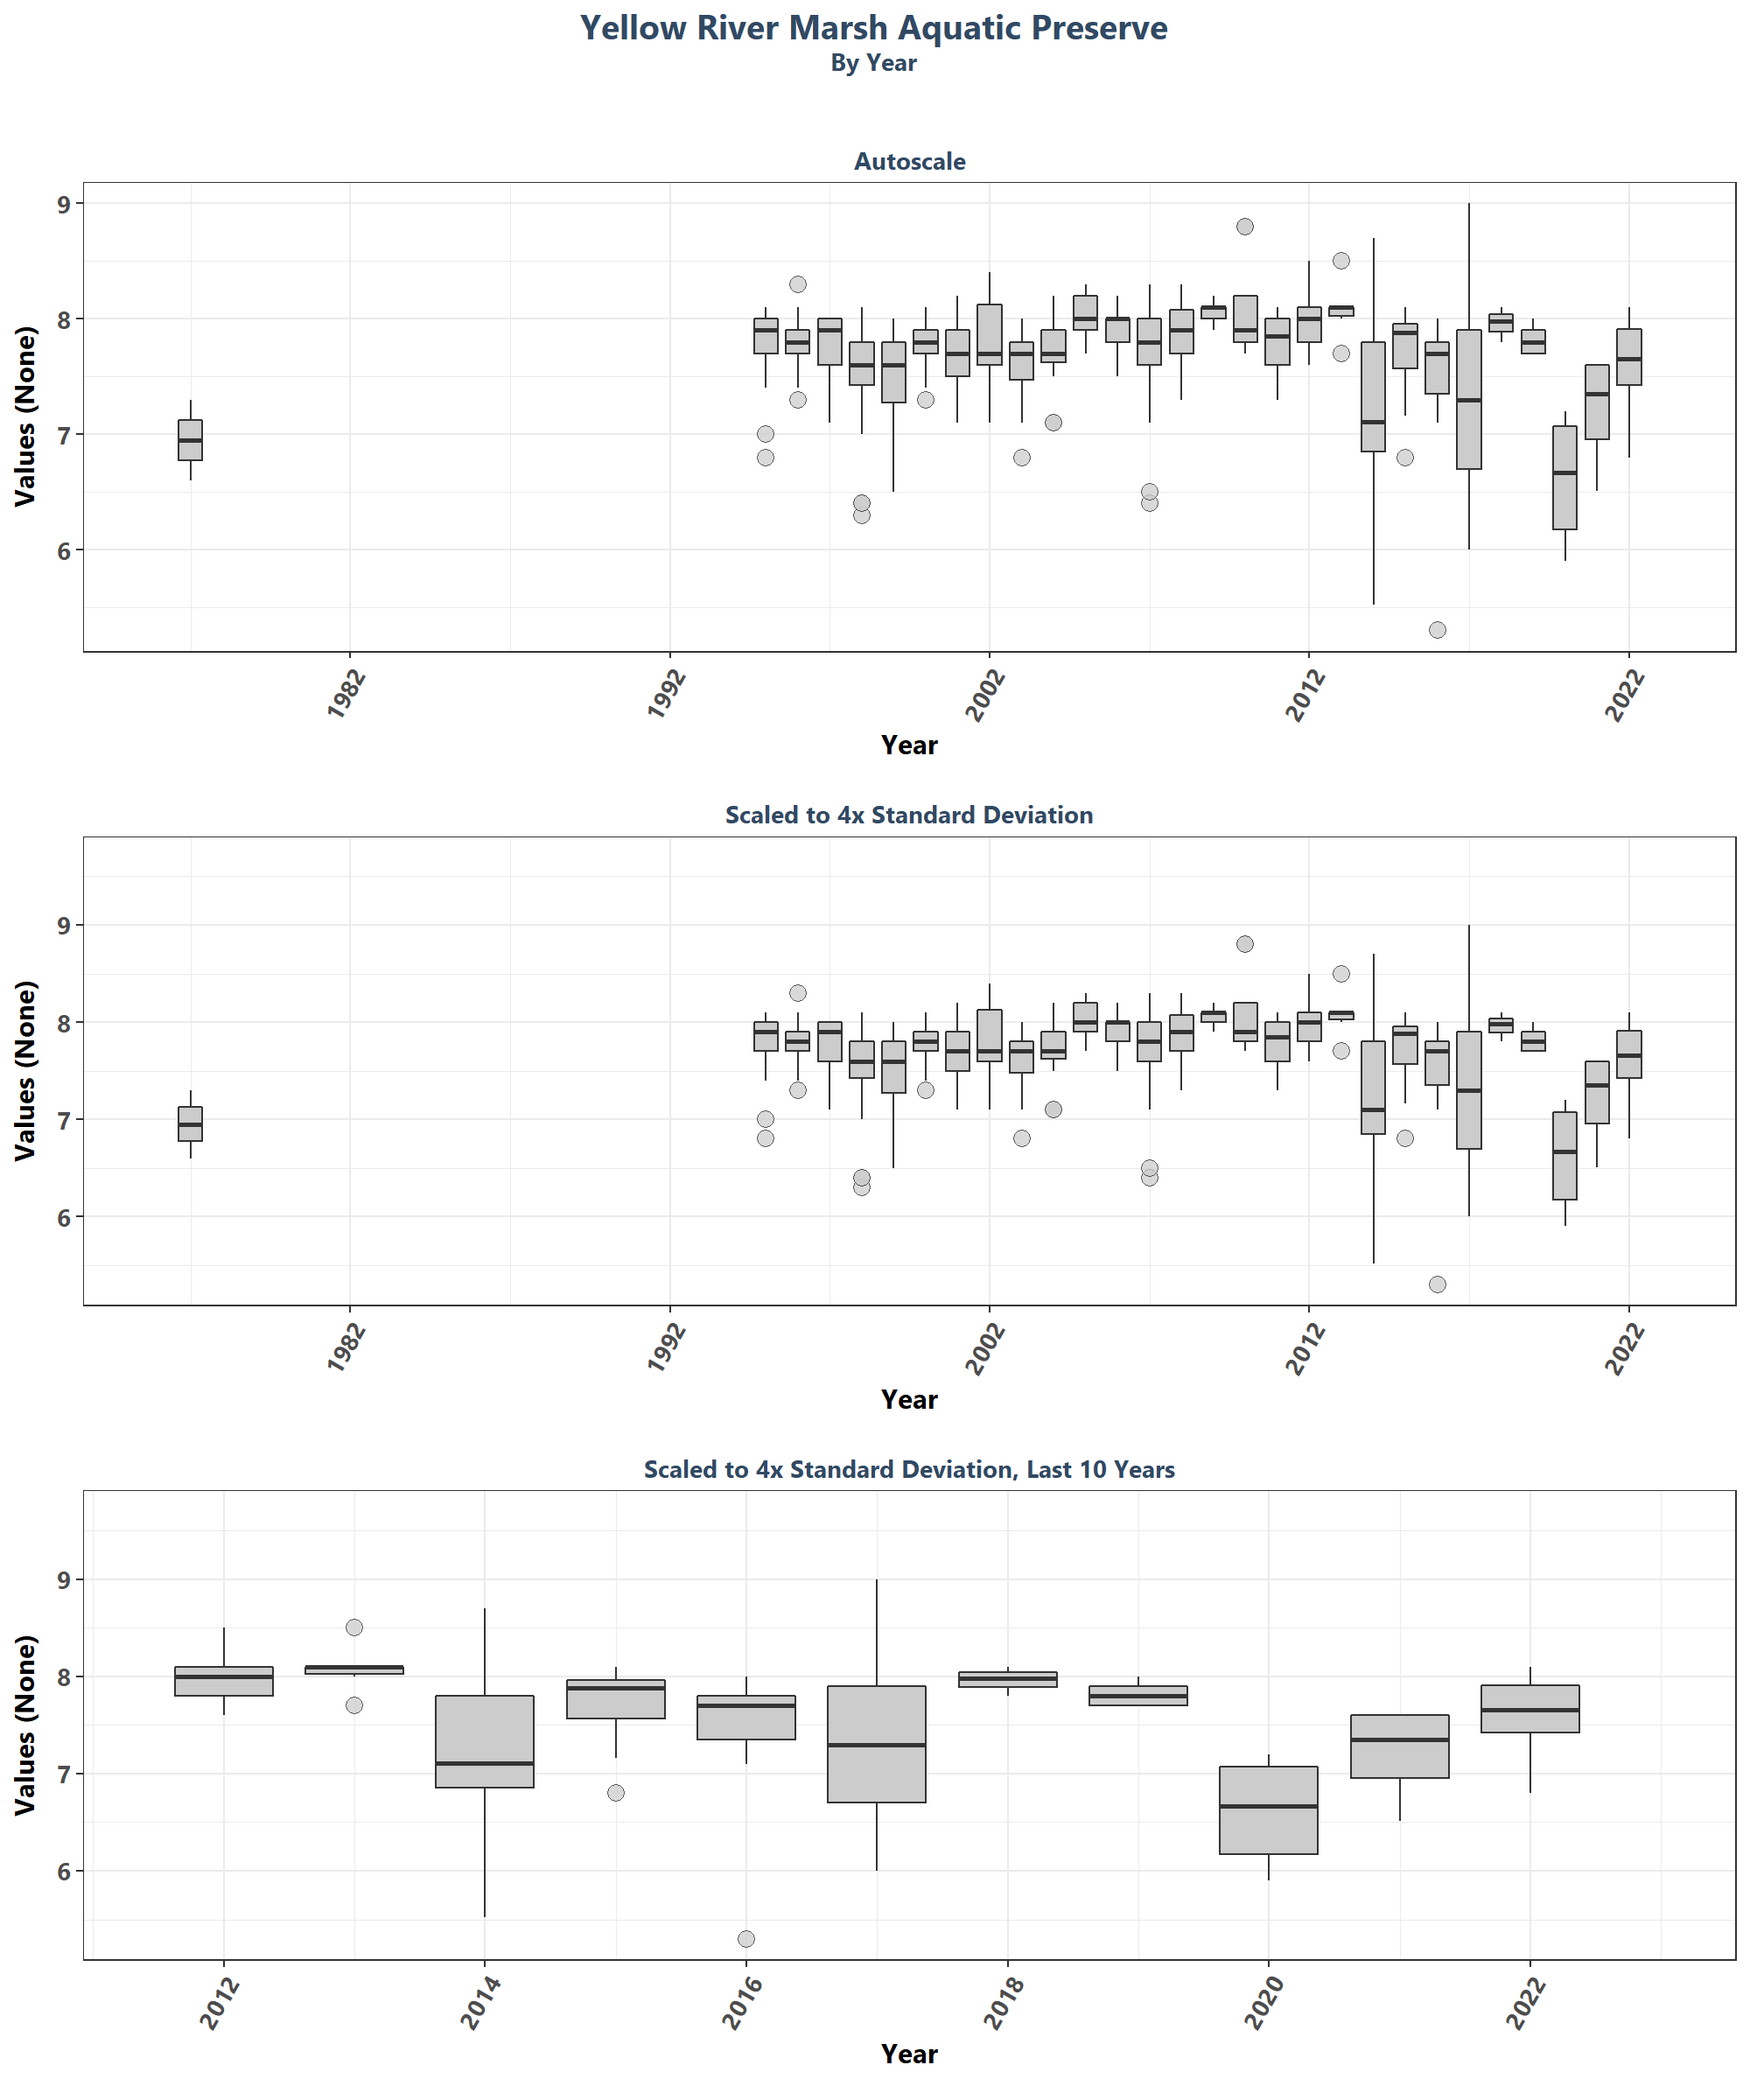 Yellow River Marsh Aquatic Preserve
By Year
Autoscale
Values (None)
9
8
7
6
1982
1992
2002
2012
2022
Year
Scaled to 4x Standard Deviation
Values (None)
9
8
7
6
1982
1992
2002
2012
2022
Year
Scaled to 4x Standard Deviation, Last 10 Years
Values (None)
9
8
7
6
2012
2014
2016
2018
2020
2022
Year